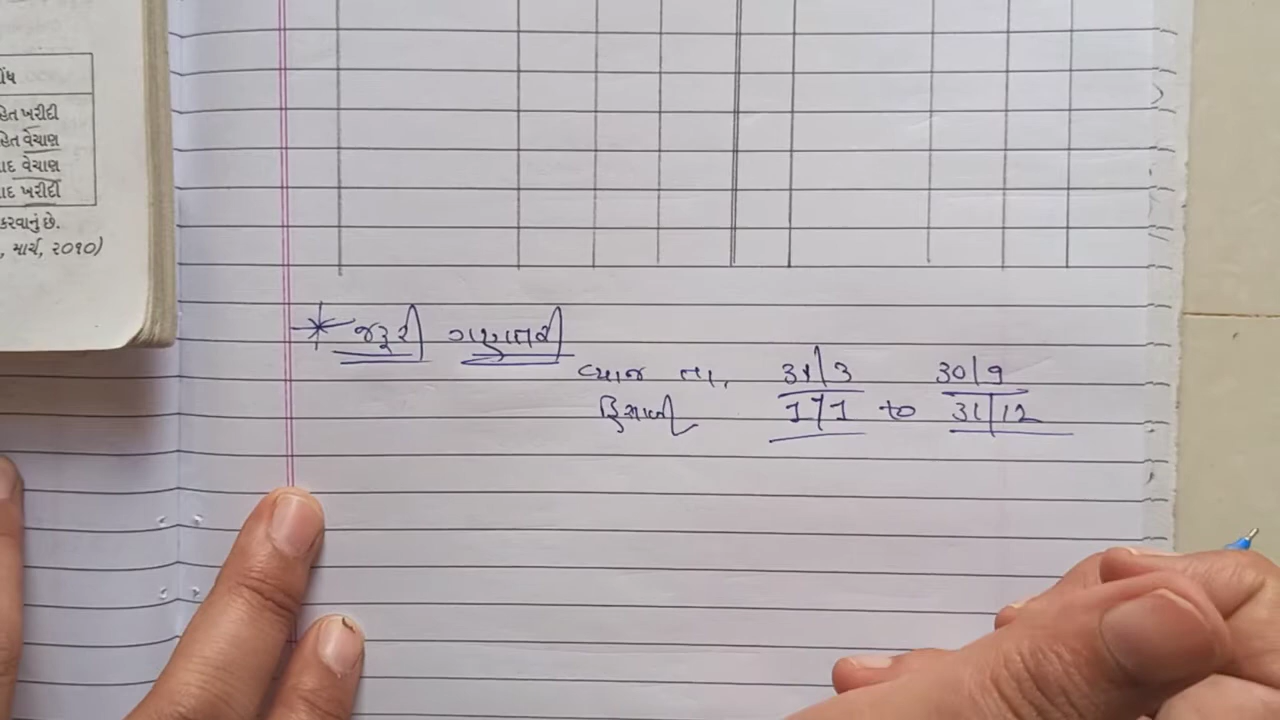 ોંધ
હિત ખરીદી
હિત વેચાણ
ાદ વેચાણ
ાદ ખરીદી
કરવાનું છે.
, માર્ચ, ૨૦૧૦)
* જરૂરી ગણતરી
વ્યાજ તા. 31/3 30/9
હિસાબી 1/1 to 31/12